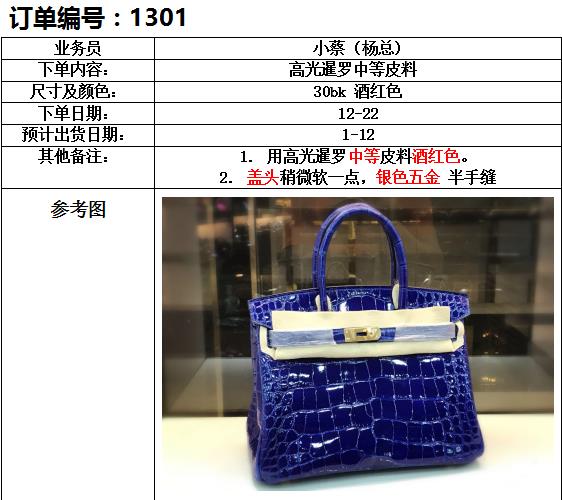 订单编号：1301
业务员 小蔡（杨总）
下单内容： 高光暹罗中等皮料
尺寸及颜色： 30bk 酒红色
下单日期： 12-22
预计出货日期： 1-12
其他备注： 1. 用高光暹罗中等皮料酒红色。
2. 盖头稍微软一点，银色五金 半手缝
参考图